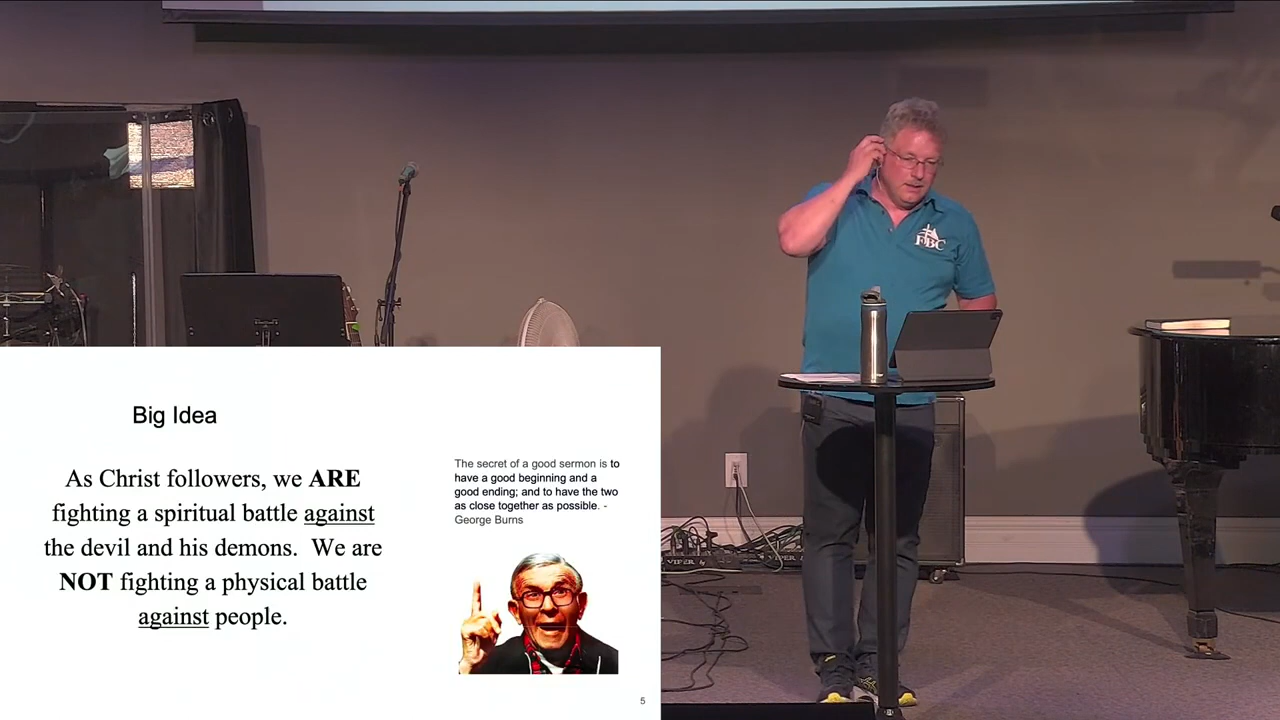 FBC
Big Idea
As Christ followers, we ARE
fighting a spiritual battle against
the devil and his demons.  We are
NOT fighting a physical battle
against people.
The secret of a good sermon is to
have a good beginning and a
good ending; and to have the two
as close together as possible. -
George Burns
5
VIPER
VIPER